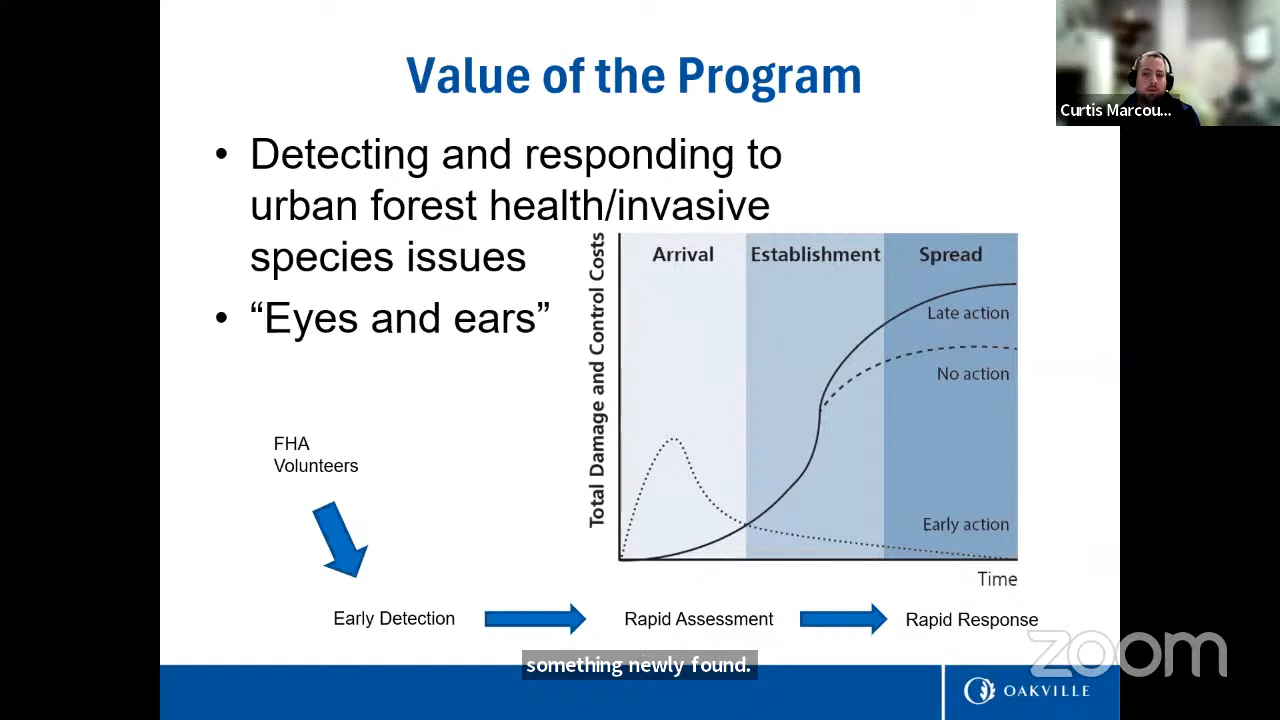 Value of the Program
Curtis Marcou...
• Detecting and responding to
urban forest health/invasive
species issues
• “Eyes and ears”
Total Damage and Control Costs
Arrival
Establishment
Spread
Late action
No action
Early action
Time
FHA
Volunteers
Early Detection
Rapid Assessment
Rapid Response
something newly found.
zoom
OAKVILLE